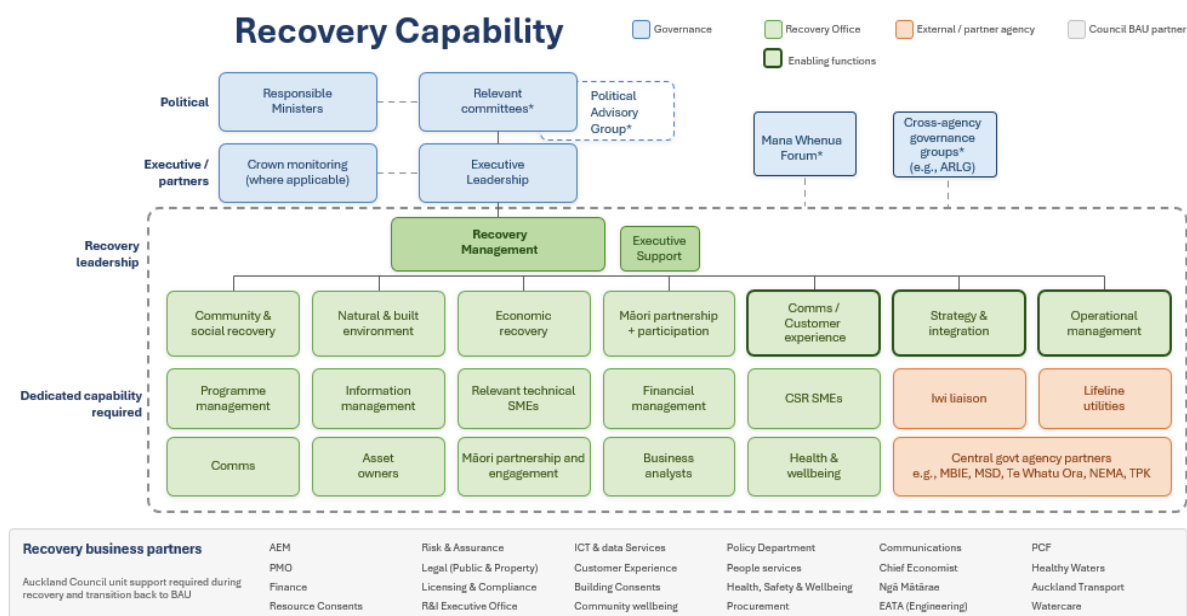 Recovery Capability
Governance
Recovery Office
External / partner agency
Council BAU partner
Enabling functions
Political
Responsible
Ministers
Relevant
committees*
Political
Advisory
Group*
Mana Whenua
Forum*
Cross-agency
governance
groups*
(e.g., ARLG)
Executive /
partners
Crown monitoring
(where applicable)
Executive
Leadership
Recovery
leadership
Recovery
Management
Executive
Support
Community &
social recovery
Natural & built
environment
Economic
recovery
Māori partnership
+ participation
Comms /
Customer
experience
Strategy &
integration
Operational
management
Dedicated capability
required
Programme
management
Information
management
Relevant technical
SMEs
Financial
management
CSR SMEs
Iwi liaison
Lifeline
utilities
Comms
Asset
owners
Māori partnership and
engagement
Business
analysts
Health &
wellbeing
Central govt agency partners
e.g., MBIE, MSD, Te Whatu Ora, NEMA, TPK
Recovery business partners
Auckland Council unit support required during
recovery and transition back to BAU
AEM
PMO
Finance
Resource Consents
Risk & Assurance
Legal (Public & Property)
Licensing & Compliance
R&I Executive Office
ICT & data Services
Customer Experience
Building Consents
Community wellbeing
Policy Department
People services
Health, Safety & Wellbeing
Procurement
Communications
Chief Economist
Ngā Mātārae
EATA (Engineering)
PCF
Healthy Waters
Auckland Transport
Watercare